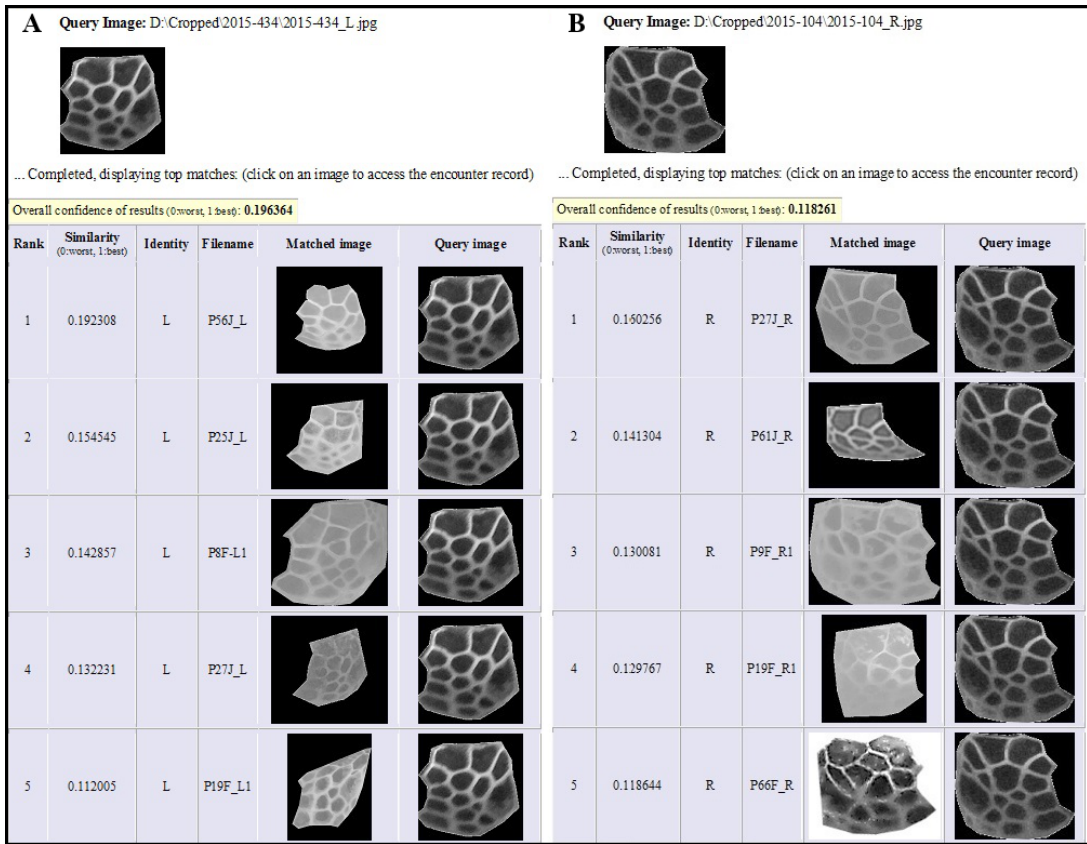 A Query Image: D:\Cropped\2015-434\2015-434_L.jpg
... Completed, displaying top matches: (click on an image to access the encounter record)
Overall confidence of results (0:worst, 1:best): 0.196364
Rank Similarity (0:worst, 1:best) Identity Filename Matched image Query image
1 0.192308 L P56J_L
2 0.154545 L P25J_L
3 0.142857 L P8F-L1
4 0.132231 L P27J_L
5 0.112005 L P19F_L1
B Query Image: D:\Cropped\2015-104\2015-104_R.jpg
... Completed, displaying top matches: (click on an image to access the encounter record)
Overall confidence of results (0:worst, 1:best): 0.118261
Rank Similarity (0:worst, 1:best) Identity Filename Matched image Query image
1 0.160256 R P27J_R
2 0.141304 R P61J_R
3 0.130081 R P9F_R1
4 0.129767 R P19F_R1
5 0.118644 R P66F_R